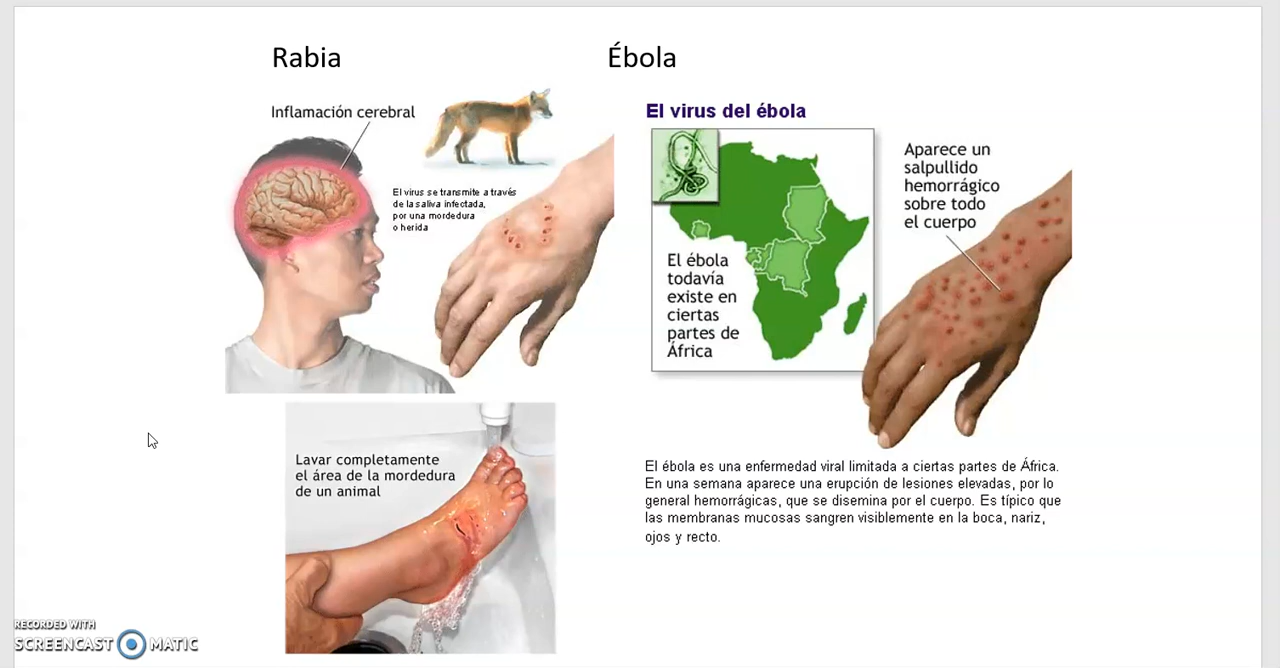 Rabia
Inflamación cerebral
El virus se transmite a través
de la saliva infectada,
por una mordedura
o herida
Lavar completamente
el área de la mordedura
de un animal
Ébola
El virus del ébola
El ébola
todavía
existe en
ciertas
partes de
África
Aparece un
salpullido
hemorrágico
sobre todo
el cuerpo
El ébola es una enfermedad viral limitada a ciertas partes de África.
En una semana aparece una erupción de lesiones elevadas, por lo
general hemorrágicas, que se disemina por el cuerpo. Es típico que
las membranas mucosas sangren visiblemente en la boca, nariz,
ojos y recto.
RECORDED WITH
SCREENCAST MATIC